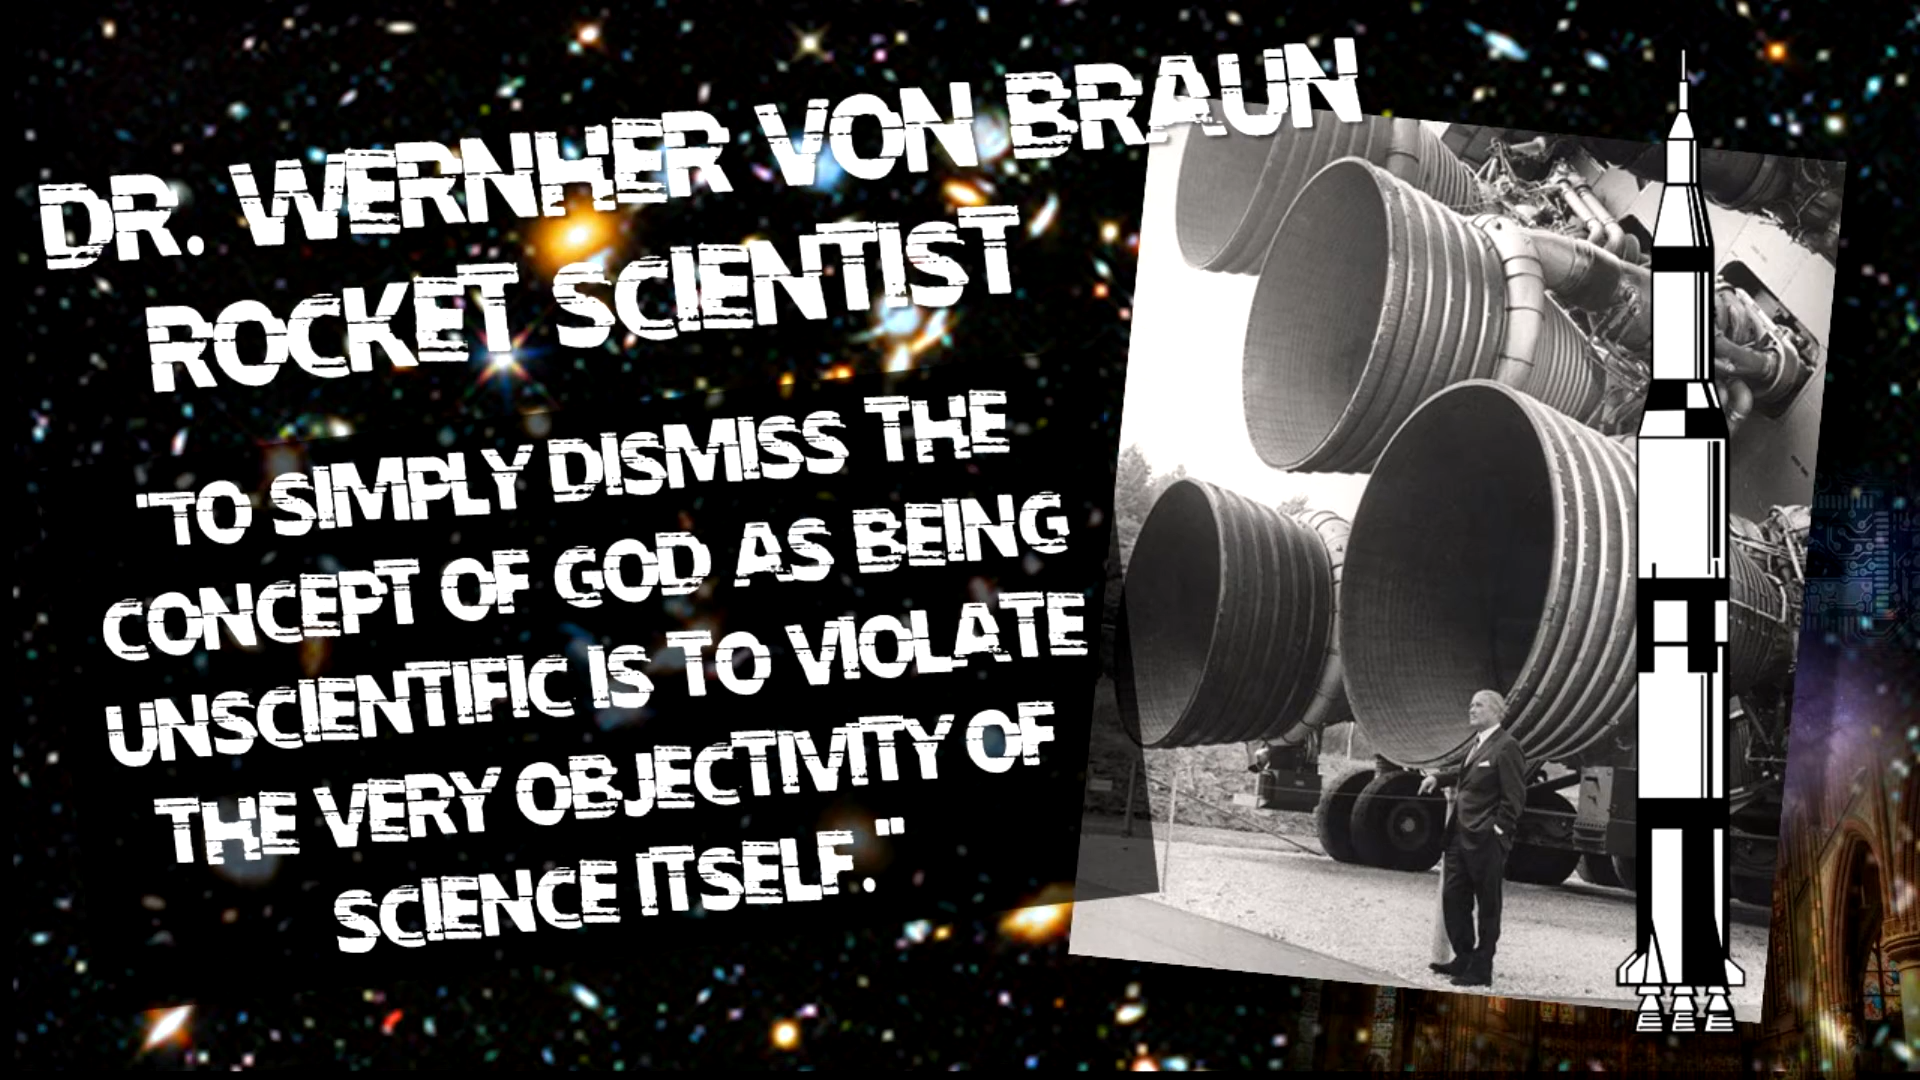 DR. WERNHER VON BRAUN
ROCKET SCIENTIST
"TO SIMPLY DISMISS THE
CONCEPT OF GOD AS BEING
UNSCIENTIFIC IS TO VIOLATE
THE VERY OBJECTIVITY OF
SCIENCE ITSELF."